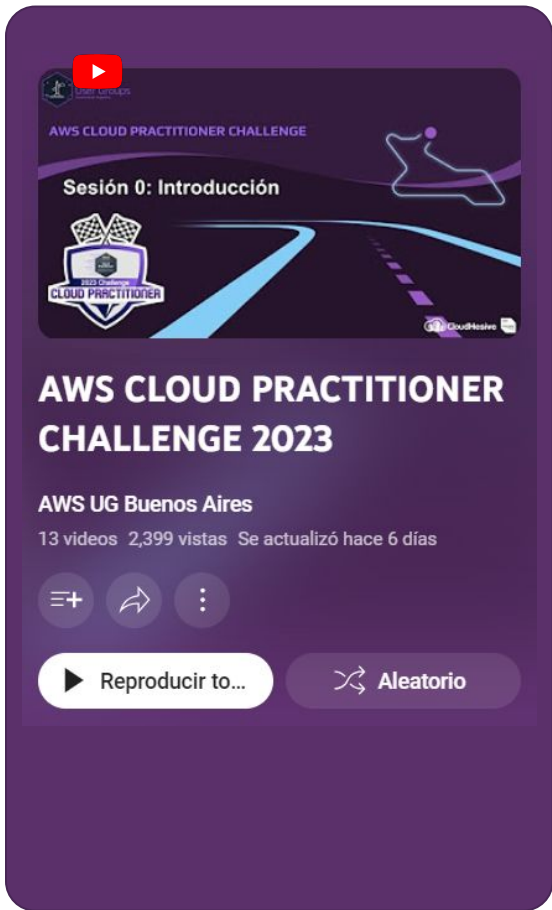 User Groups
AWS CLOUD PRACTITIONER CHALLENGE
Sesión 0: Introducción
2023 Challenge
CLOUD PRACTITIONER
CloudHesive
AWS CLOUD PRACTITIONER
CHALLENGE 2023
AWS UG Buenos Aires
13 videos 2,399 vistas Se actualizó hace 6 días
Reproducir to...
Aleatorio